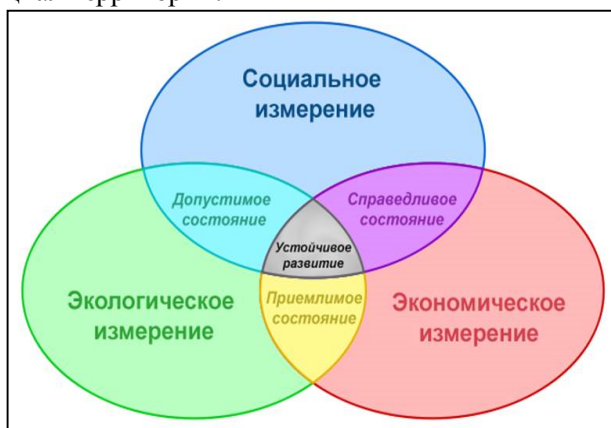 Социальное
измерение
Допустимое
состояние
Справедливое
состояние
Устойчивое
развитие
Экологическое
измерение
Приемлимое
состояние
Экономическое
измерение